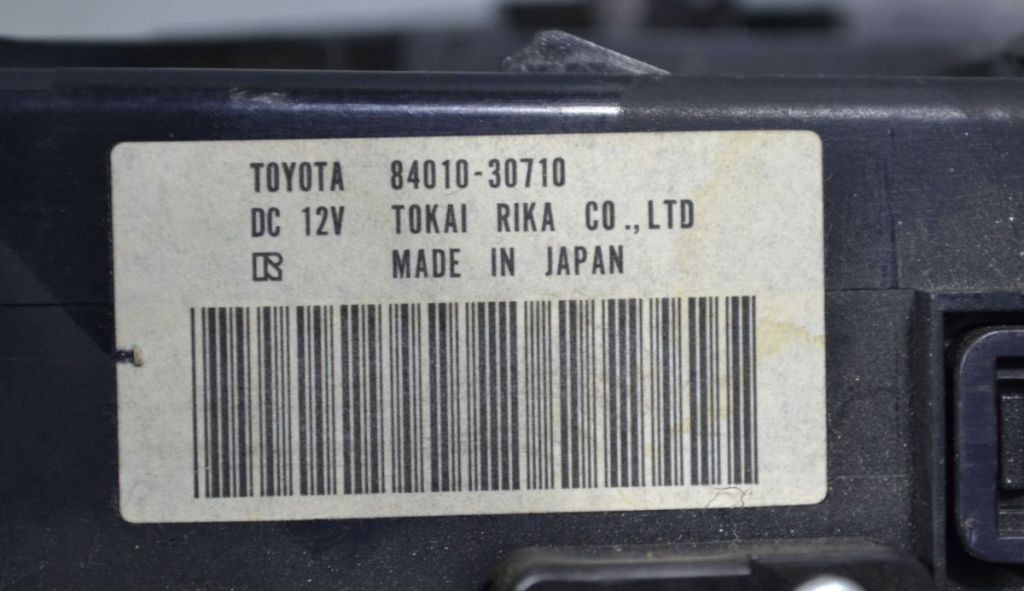 TOYOTA 84010-30710
DC 12V TOKAI RIKA CO.,LTD
MADE IN JAPAN